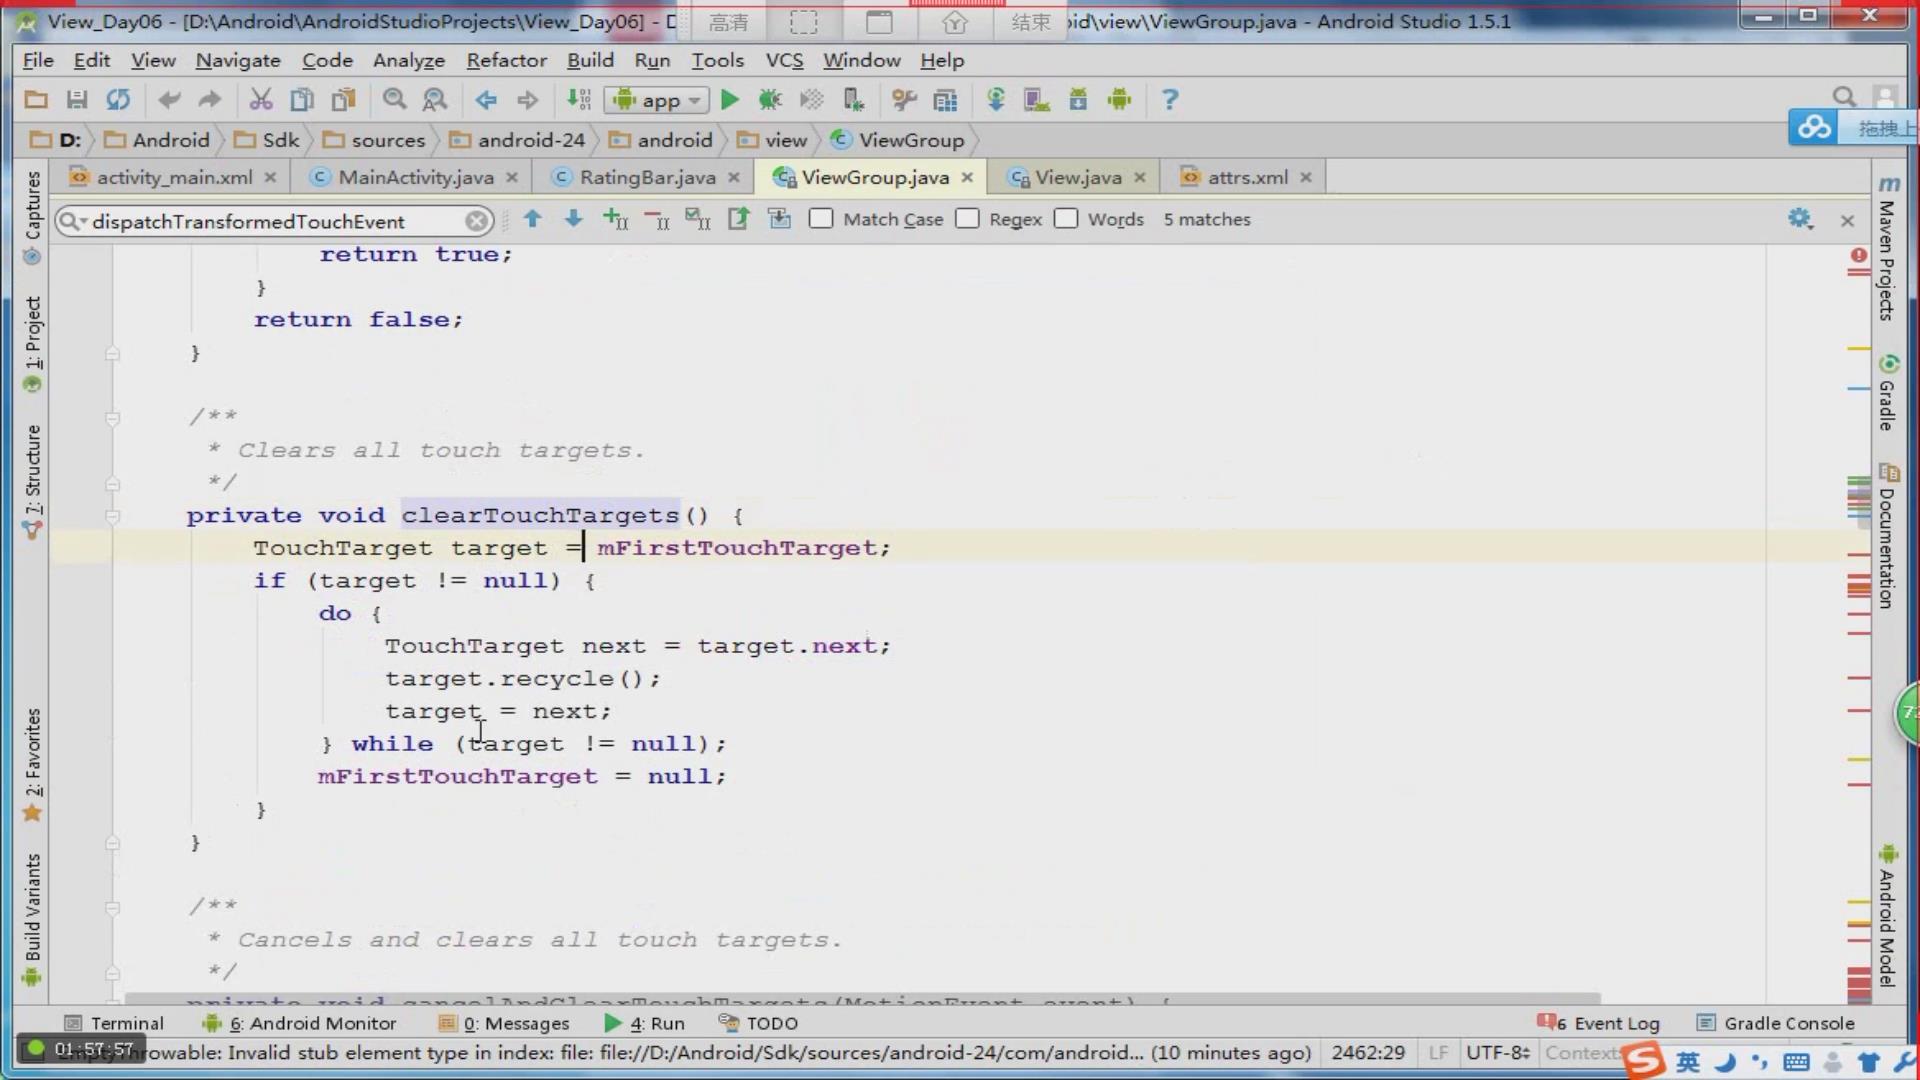 View_Day06 - [D:\Android\AndroidStudioProjects\View_Day06] - D
高清
结束
id\view\ViewGroup.java - Android Studio 1.5.1
File Edit View Navigate Code Analyze Refactor Build Run Tools VCS Window Help
app
拖拽上
D: Android Sdk sources android-24 android view ViewGroup
activity_main.xml MainActivity.java RatingBar.java ViewGroup.java View.java attrs.xml
dispatchTransformedTouchEvent
Match Case Regex Words 5 matches
Captures
1: Project
7: Structure
2: Favorites
Build Variants
return true;
}
return false;
}
/**
* Clears all touch targets.
*/
private void clearTouchTargets() {
TouchTarget target = mFirstTouchTarget;
if (target != null) {
do {
TouchTarget next = target.next;
target.recycle();
target = next;
} while (target != null);
mFirstTouchTarget = null;
}
}
/**
* Cancels and clears all touch targets.
*/
private void cancelAndClearTouchTargets(MotionEvent event) {
Maven Projects
Gradle
Documentation
Android Model
Terminal 6: Android Monitor 0: Messages 4: Run TODO
6 Event Log Gradle Console
01:57:57
Throwable: Invalid stub element type in index: file: file://D:/Android/Sdk/sources/android-24/com/android... (10 minutes ago)
2462:29 LF UTF-8 Context:
英